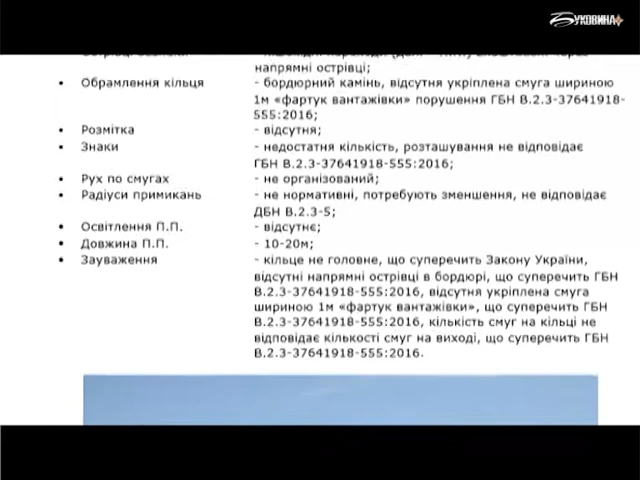 БУКОВИНА+
напрямні острівці;
• Обрамлення кільця - бордюрний камінь, відсутня укріплена смуга шириною
1м «фартук вантажівки» порушення ГБН В.2.3-37641918-
555:2016;
• Розмітка - відсутня;
• Знаки - недостатня кількість, розташування не відповідає
ГБН В.2.3-37641918-555:2016;
• Рух по смугах - не організований;
• Радіуси примикань - не нормативні, потребують зменшення, не відповідає
ДБН В.2.3-5;
• Освітлення П.П. - відсутнє;
• Довжина П.П. - 10-20м;
• Зауваження - кільце не головне, що суперечить Закону України,
відсутні напрямні острівці в бордюрі, що суперечить ГБН
В.2.3-37641918-555:2016, відсутня укріплена смуга
шириною 1м «фартук вантажівки», що суперечить ГБН
В.2.3-37641918-555:2016, кількість смуг на кільці не
відповідає кількості смуг на виході, що суперечить ГБН
В.2.3-37641918-555:2016.